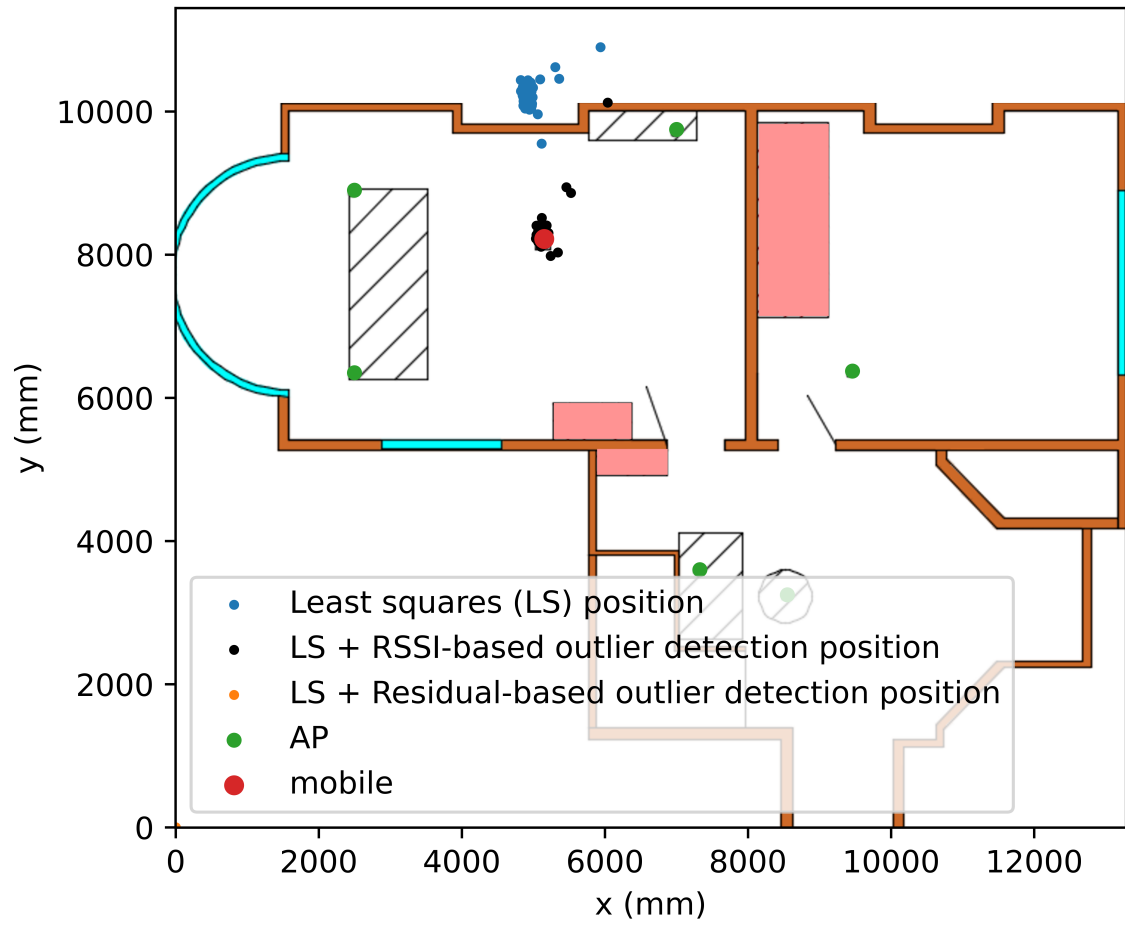 10000
8000
6000
4000
2000
0
y (mm)
Least squares (LS) position
LS + RSSI-based outlier detection position
LS + Residual-based outlier detection position
AP
mobile
0 2000 4000 6000 8000 10000 12000
x (mm)